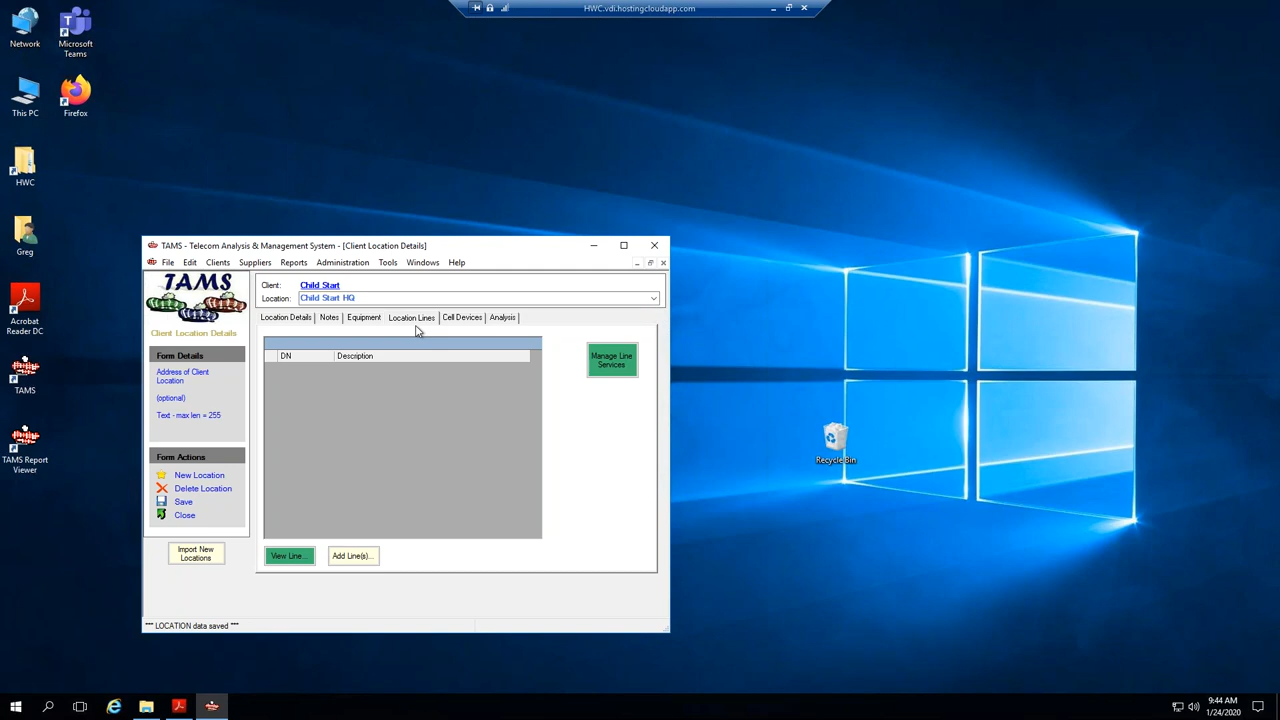 HWC.vdi.hostingcloudapp.com
Network
Microsoft
Teams
This PC
Firefox
HWC
Greg
Acrobat
Reader DC
TAMS
TAMS Report
Viewer
Recycle Bin
TAMS - Telecom Analysis & Management System - [Client Location Details]
File Edit Clients Suppliers Reports Administration Tools Windows Help
TAMS
Client Location Details
Form Details
Address of Client
Location
(optional)
Text - max len = 255
Form Actions
New Location
Delete Location
Save
Close
Import New
Locations
Client: Child Start
Location: Child Start HQ
Location Details Notes Equipment Location Lines Cell Devices Analysis
DN Description
Manage Line
Services
View Line...
Add Line(s)...
*** LOCATION data saved ***
9:44 AM
1/24/2020